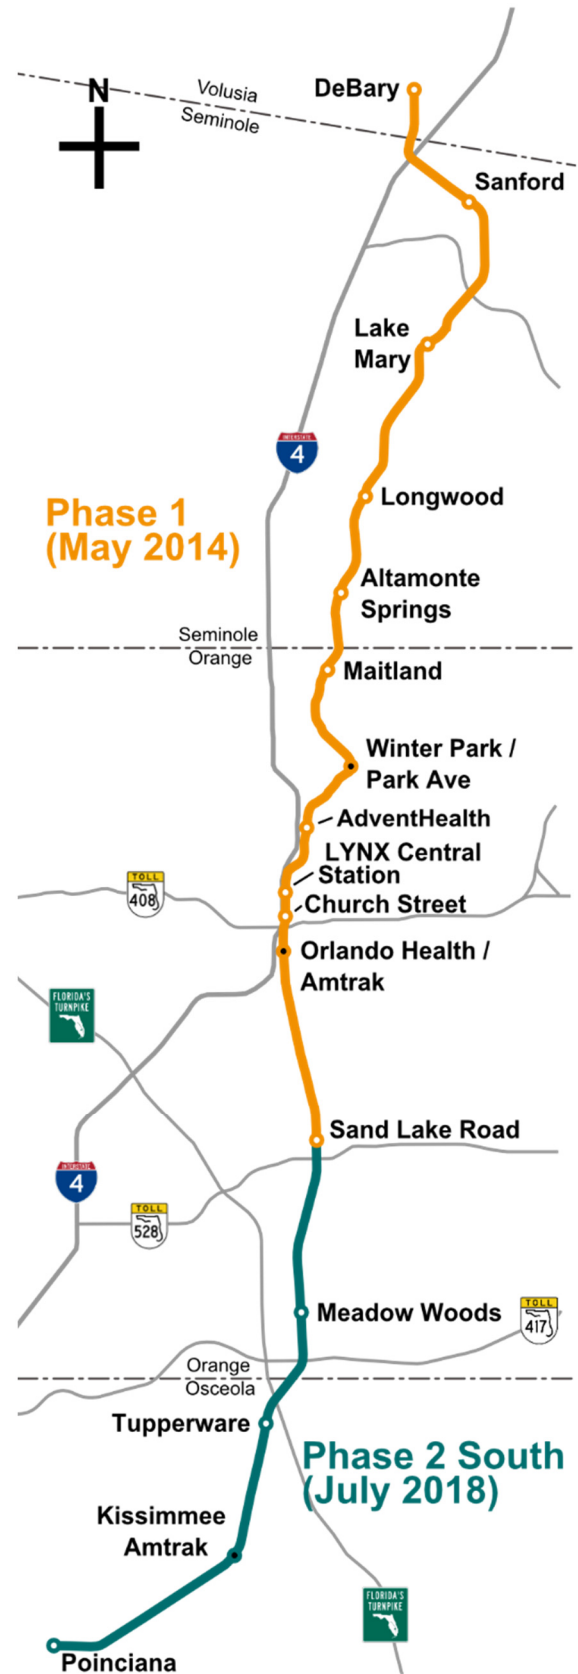 N
Volusia
Seminole
DeBary
Sanford
Lake
Mary
INTERSTATE
4
Longwood
Phase 1
(May 2014)
Altamonte
Springs
Seminole
Orange
Maitland
Winter Park /
Park Ave
AdventHealth
LYNX Central
Station
TOLL
408
Church Street
Orlando Health /
Amtrak
FLORIDA'S
TURNPIKE
Sand Lake Road
INTERSTATE
4
TOLL
528
Meadow Woods
TOLL
417
Orange
Osceola
Tupperware
Phase 2 South
(July 2018)
Kissimmee
Amtrak
FLORIDA'S
TURNPIKE
Poinciana